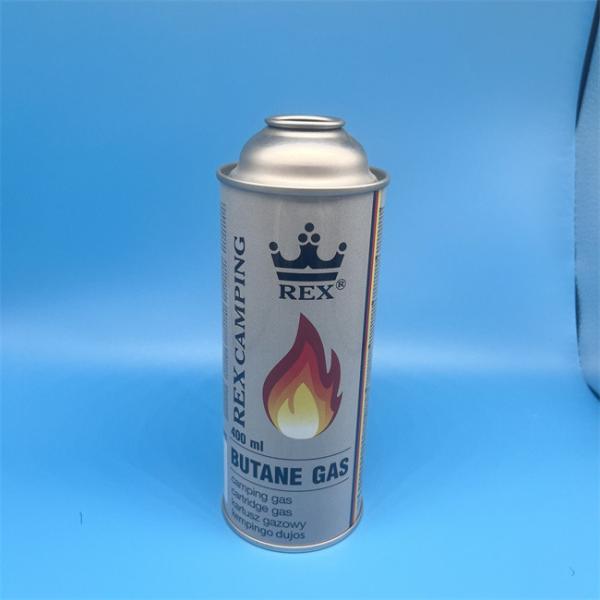 REX®
REX CAMPING
400 ml
BUTANE GAS
camping gas
cartridge gas
kartusz gazowy
kempingo dujos